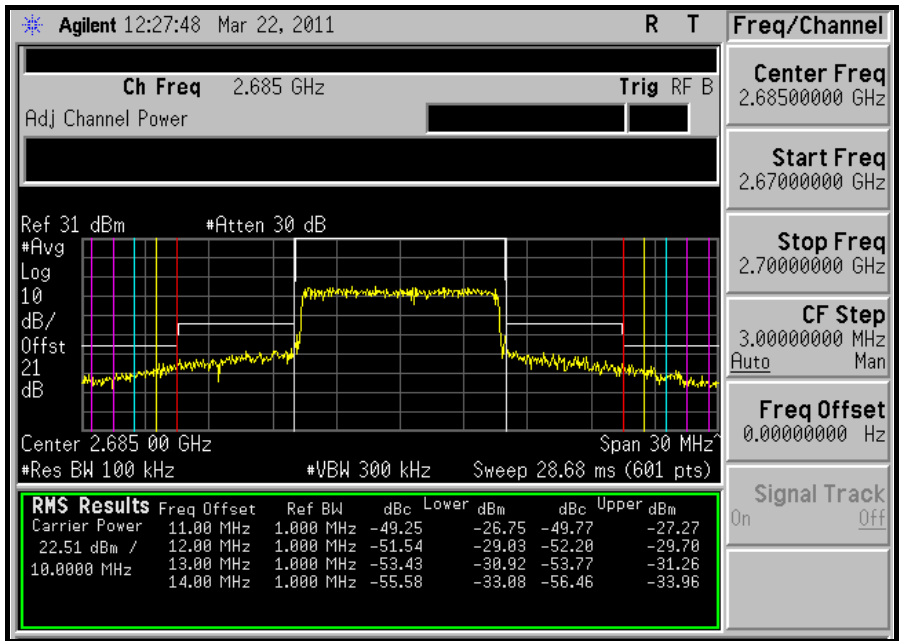 Agilent 12:27:48 Mar 22, 2011 R T
Ch Freq 2.685 GHz Trig RF B
Adj Channel Power
Ref 31 dBm #Atten 30 dB
#Avg
Log
10
dB/
Offst
21
dB
Center 2.685 00 GHz Span 30 MHz^
#Res BW 100 kHz #VBW 300 kHz Sweep 28.68 ms (601 pts)
RMS Results Freq Offset Ref BW dBc Lower dBm dBc Upper dBm
Carrier Power 11.00 MHz 1.000 MHz -49.25 -26.75 -49.77 -27.27
22.51 dBm / 12.00 MHz 1.000 MHz -51.54 -29.03 -52.20 -29.70
10.0000 MHz 13.00 MHz 1.000 MHz -53.43 -30.92 -53.77 -31.26
14.00 MHz 1.000 MHz -55.58 -33.08 -56.46 -33.96
Freq/Channel
Center Freq
2.68500000 GHz
Start Freq
2.67000000 GHz
Stop Freq
2.70000000 GHz
CF Step
3.00000000 MHz
Auto Man
Freq Offset
0.00000000 Hz
Signal Track
On Off